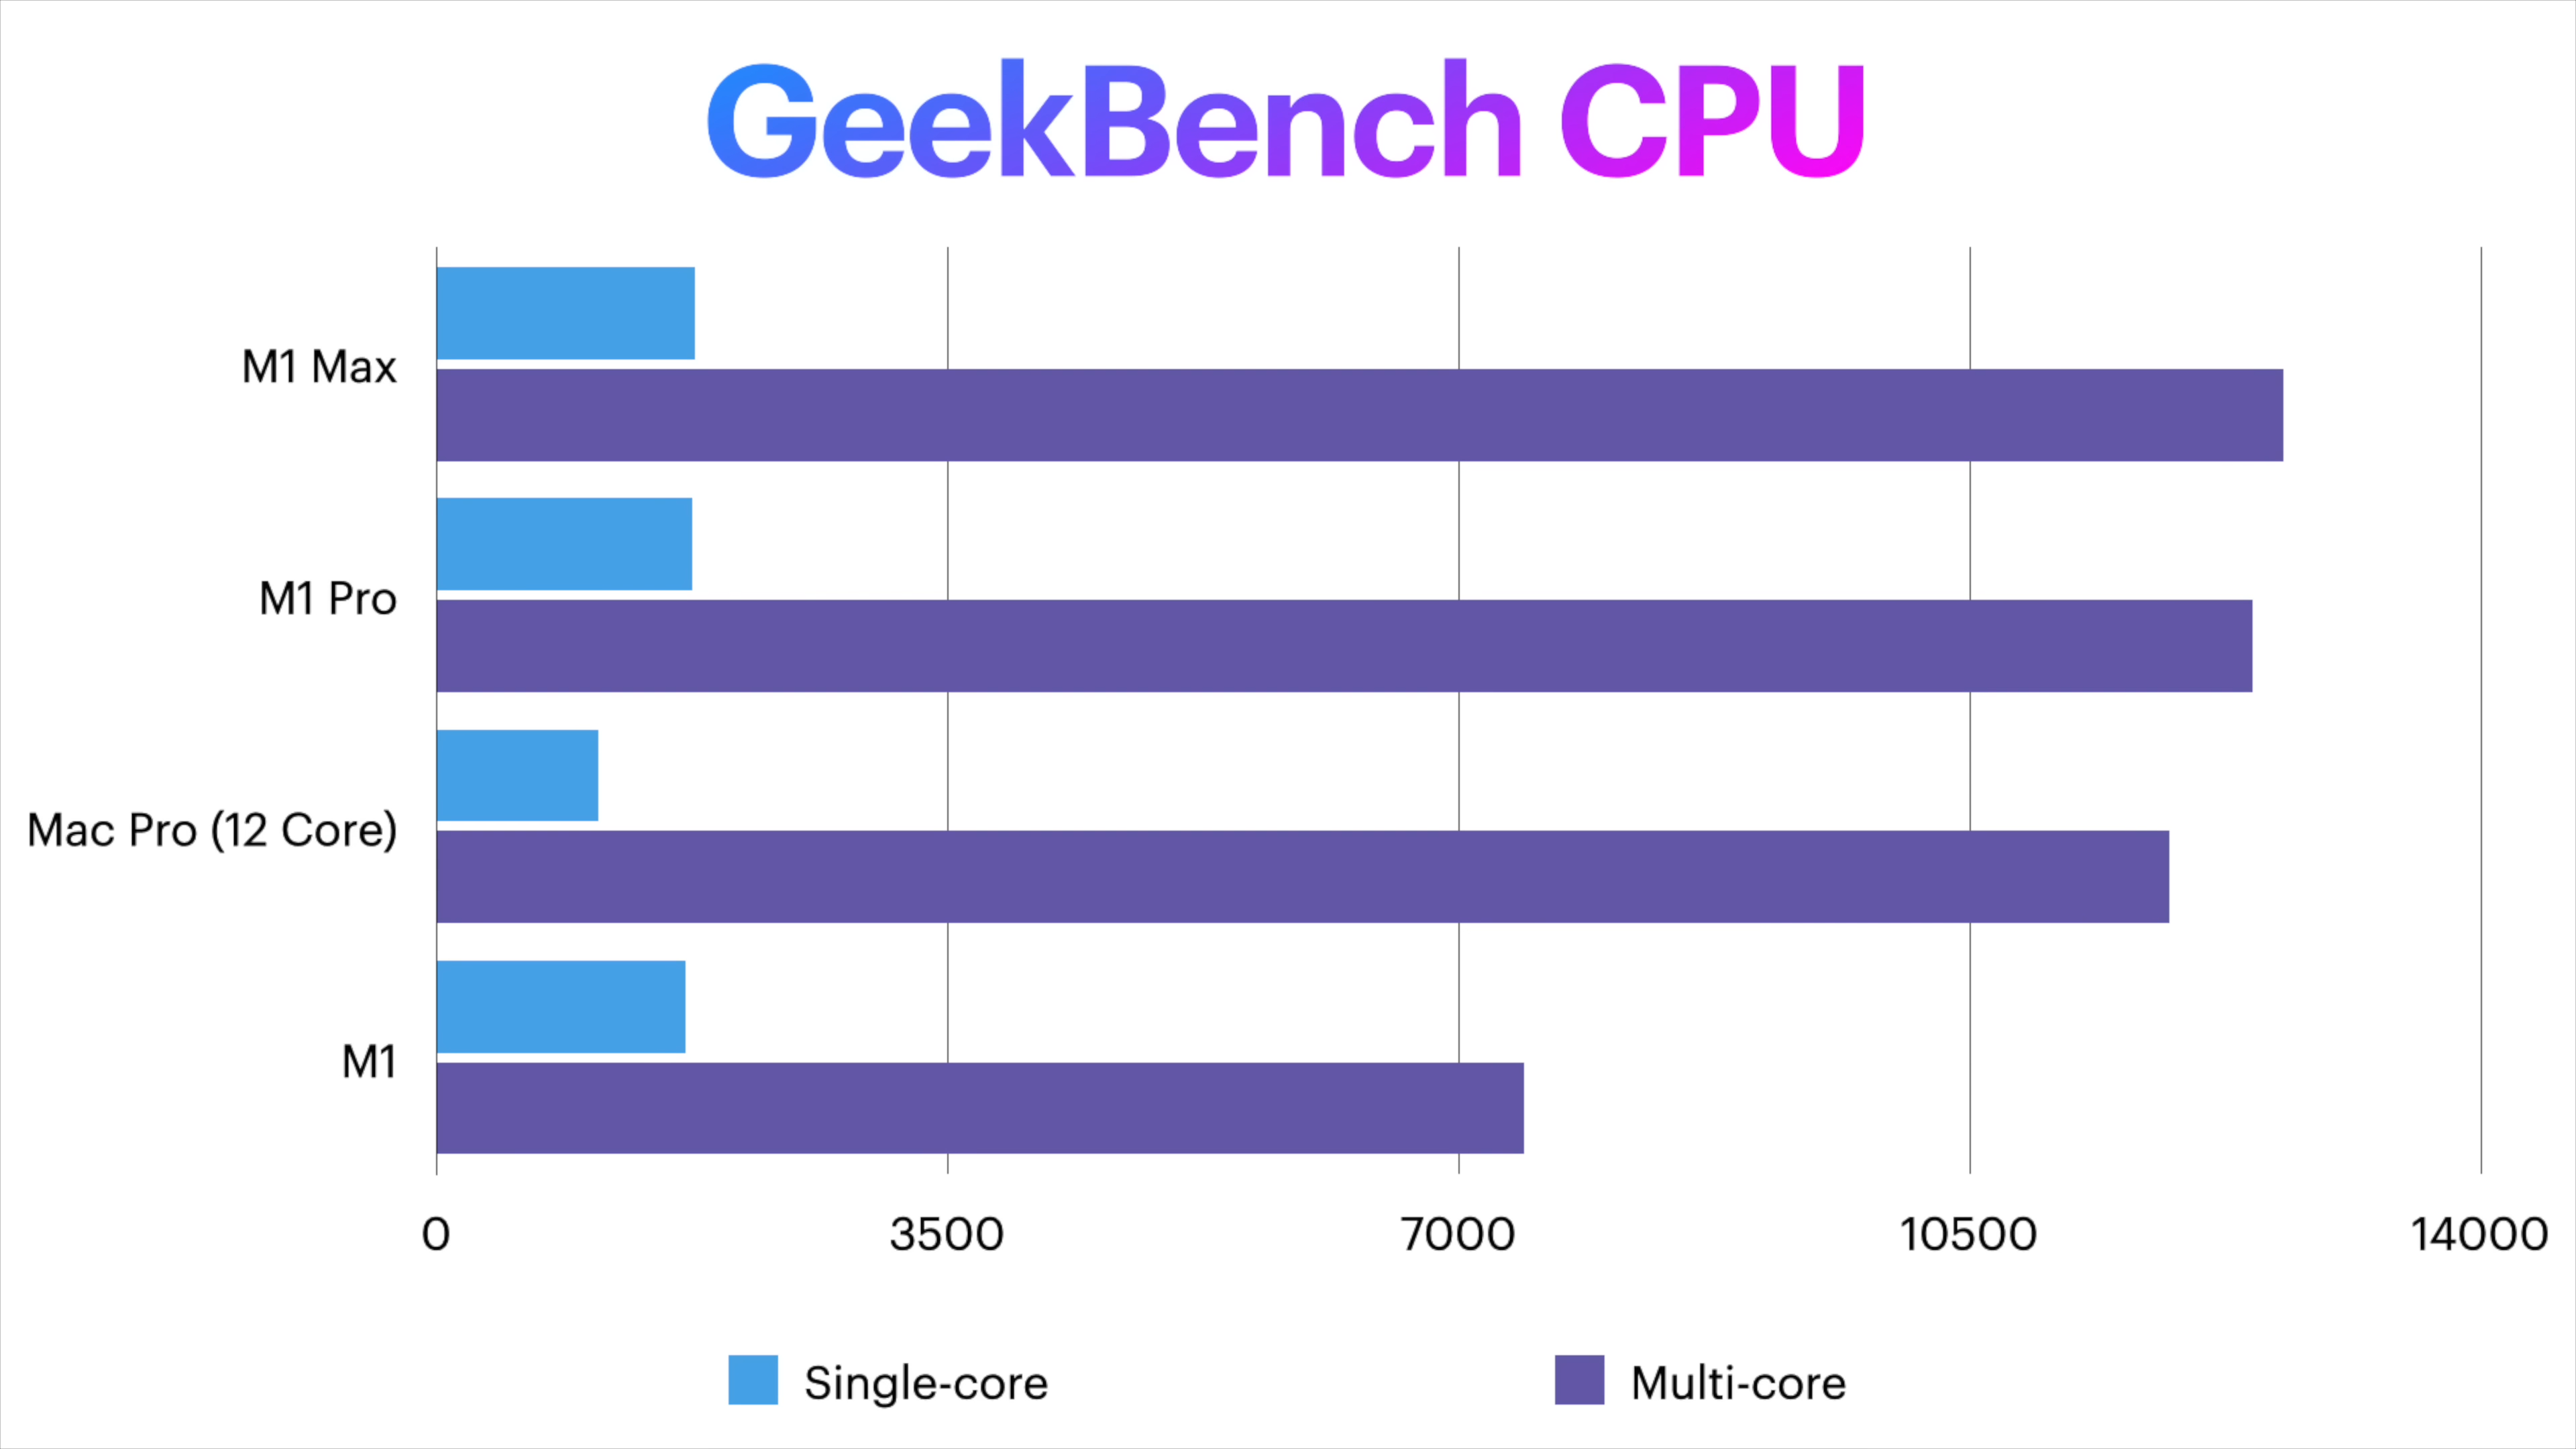 GeekBench CPU
M1 Max
M1 Pro
Mac Pro (12 Core)
M1
0 3500 7000 10500 14000
Single-core Multi-core